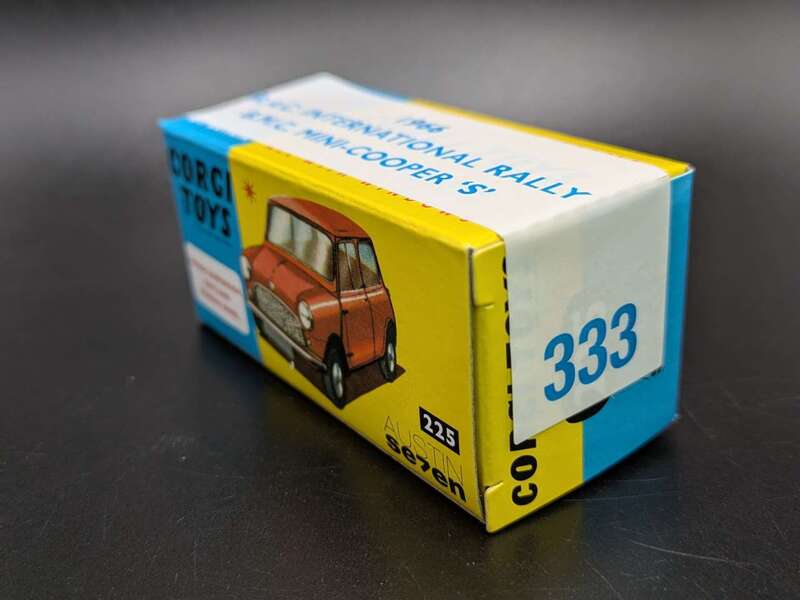 1966
R.A.C. INTERNATIONAL RALLY
B.M.C. MINI-COOPER 'S'
CORGI
TOYS
333
225
AUSTIN
se7en
CORGI TOYS